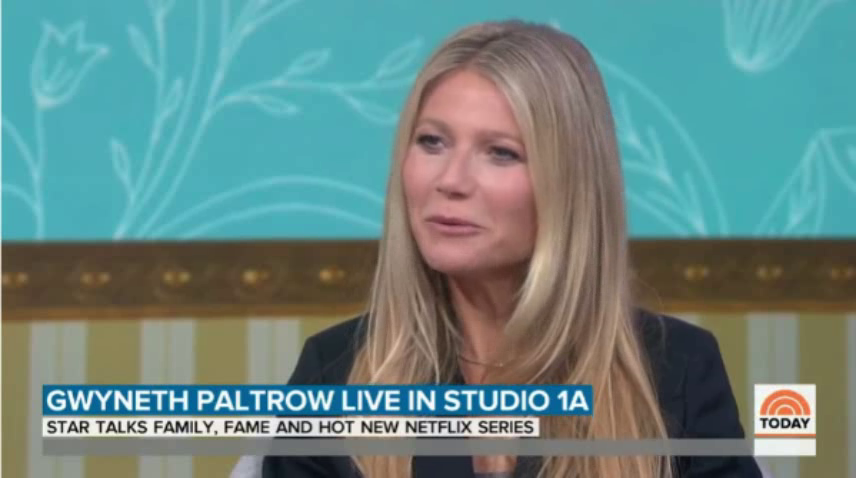 GWYNETH PALTROW LIVE IN STUDIO 1A
STAR TALKS FAMILY, FAME AND HOT NEW NETFLIX SERIES
TODAY